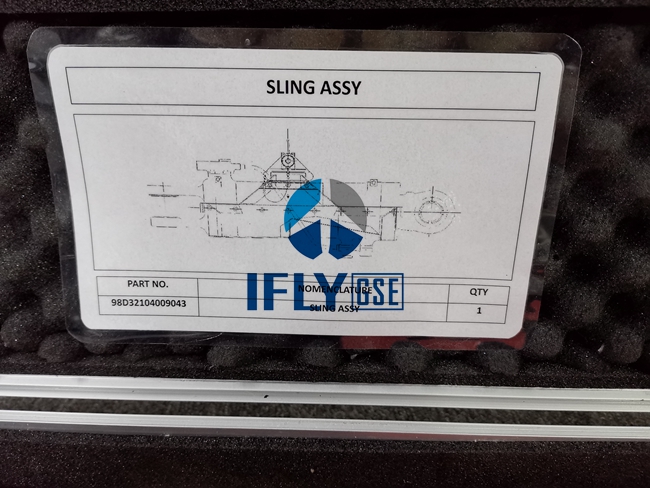 SLING ASSY
IFLY GSE
PART NO. NOMENCLATURE QTY
98D32104009043 SLING ASSY 1